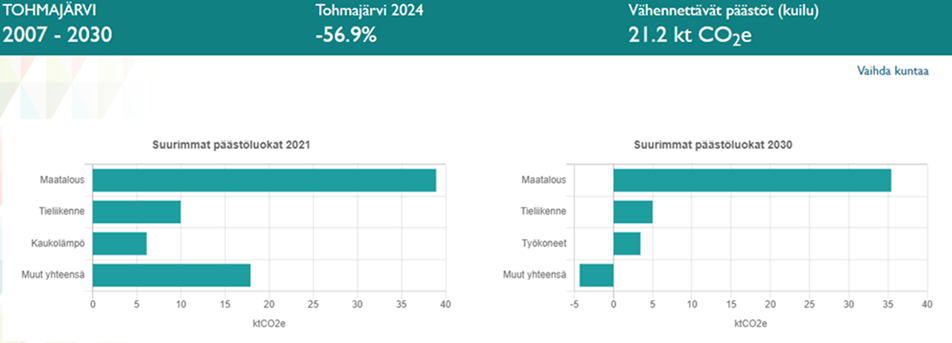 TOHMAJÄRVI
2007 - 2030
Tohmajärvi 2024
-56.9%
Vähennettävät päästöt (kuilu)
21.2 kt CO₂e
Vaihda kuntaa
Suurimmat päästöluokat 2021
Maatalous
Tieliikenne
Kaukolämpö
Muut yhteensä
0 5 10 15 20 25 30 35 40
ktCO2e
Suurimmat päästöluokat 2030
Maatalous
Tieliikenne
Työkoneet
Muut yhteensä
-5 0 5 10 15 20 25 30 35 40
ktCO2e